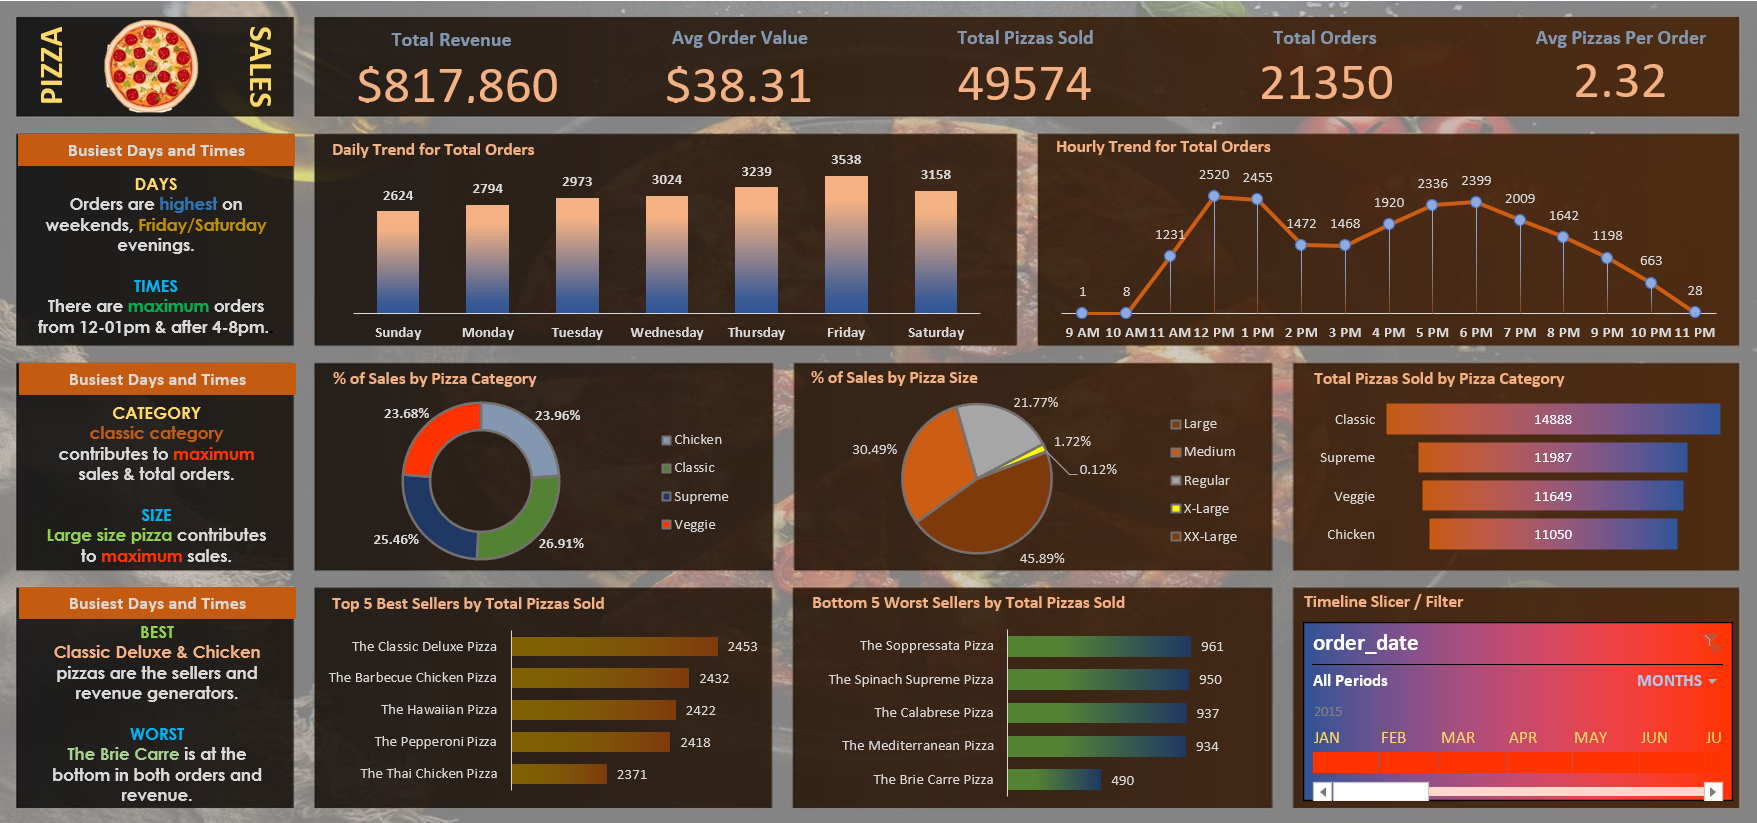 PIZZA
SALES
Total Revenue
$817,860
Avg Order Value
$38.31
Total Pizzas Sold
49574
Total Orders
21350
Avg Pizzas Per Order
2.32
Busiest Days and Times
DAYS
Orders are highest on
weekends, Friday/Saturday
evenings.
TIMES
There are maximum orders
from 12-01pm & after 4-8pm.
Daily Trend for Total Orders
2624
2794
2973
3024
3239
3538
3158
Sunday
Monday
Tuesday
Wednesday
Thursday
Friday
Saturday
Hourly Trend for Total Orders
1
8
1231
2520
2455
1472
1468
1920
2336
2399
2009
1642
1198
663
28
9 AM
10 AM
11 AM
12 PM
1 PM
2 PM
3 PM
4 PM
5 PM
6 PM
7 PM
8 PM
9 PM
10 PM
11 PM
Busiest Days and Times
CATEGORY
classic category
contributes to maximum
sales & total orders.
SIZE
Large size pizza contributes
to maximum sales.
% of Sales by Pizza Category
23.68%
23.96%
25.46%
26.91%
Chicken
Classic
Supreme
Veggie
% of Sales by Pizza Size
21.77%
1.72%
0.12%
30.49%
45.89%
Large
Medium
Regular
X-Large
XX-Large
Total Pizzas Sold by Pizza Category
Classic 14888
Supreme 11987
Veggie 11649
Chicken 11050
Busiest Days and Times
BEST
Classic Deluxe & Chicken
pizzas are the sellers and
revenue generators.
WORST
The Brie Carre is at the
bottom in both orders and
revenue.
Top 5 Best Sellers by Total Pizzas Sold
The Classic Deluxe Pizza 2453
The Barbecue Chicken Pizza 2432
The Hawaiian Pizza 2422
The Pepperoni Pizza 2418
The Thai Chicken Pizza 2371
Bottom 5 Worst Sellers by Total Pizzas Sold
The Soppressata Pizza 961
The Spinach Supreme Pizza 950
The Calabrese Pizza 937
The Mediterranean Pizza 934
The Brie Carre Pizza 490
Timeline Slicer / Filter
order_date
All Periods
MONTHS
2015
JAN
FEB
MAR
APR
MAY
JUN
JU